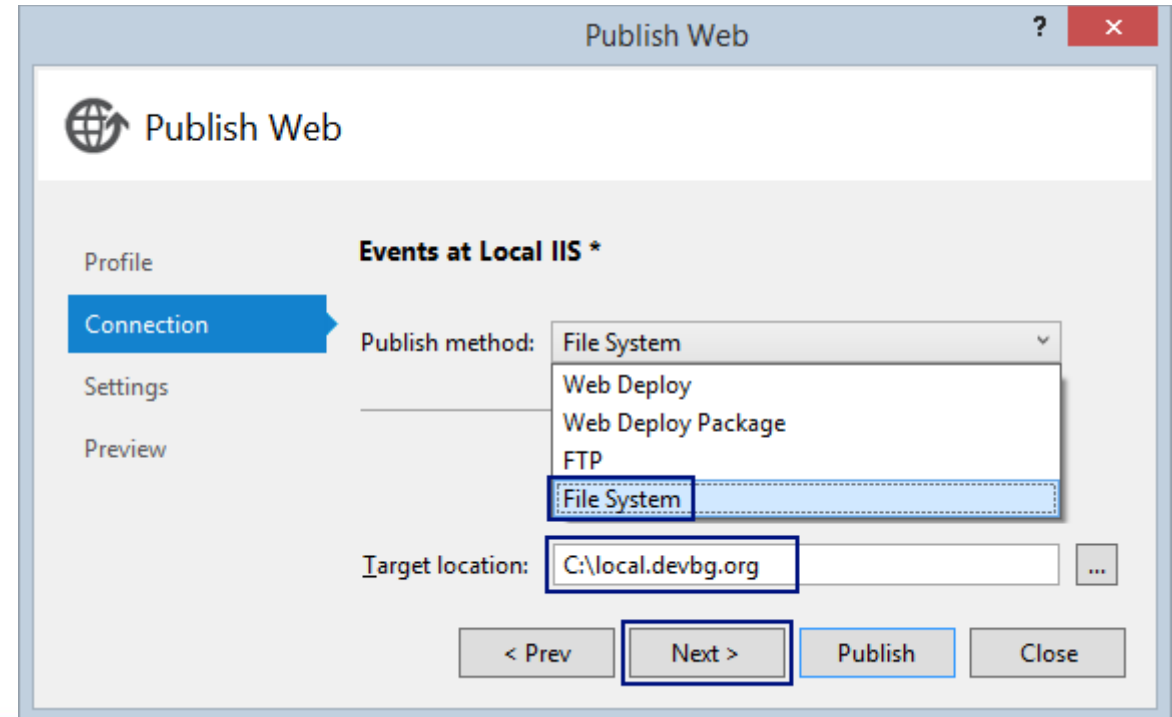 Publish Web
?
Publish Web
Profile
Connection
Settings
Preview
Events at Local IIS *
Publish method: File System
Web Deploy
Web Deploy Package
FTP
File System
Target location: C:\local.devbg.org ...
< Prev Next > Publish Close